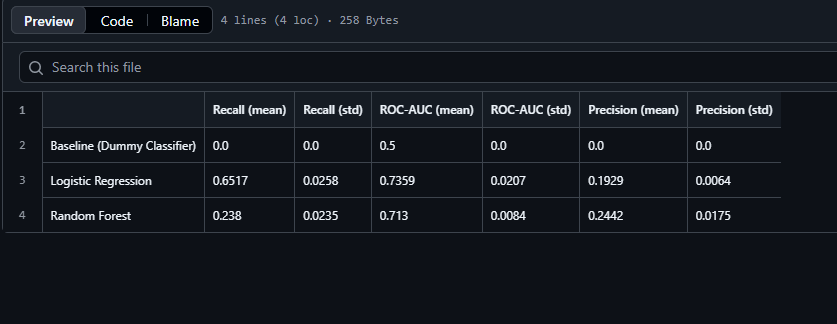 Preview Code Blame 4 lines (4 loc) · 258 Bytes
Search this file
1 Recall (mean) Recall (std) ROC-AUC (mean) ROC-AUC (std) Precision (mean) Precision (std)
2 Baseline (Dummy Classifier) 0.0 0.0 0.5 0.0 0.0 0.0
3 Logistic Regression 0.6517 0.0258 0.7359 0.0207 0.1929 0.0064
4 Random Forest 0.238 0.0235 0.713 0.0084 0.2442 0.0175